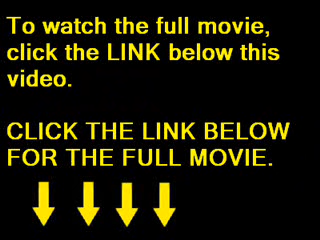 To watch the full movie,
click the LINK below this
video.
CLICK THE LINK BELOW
FOR THE FULL MOVIE.